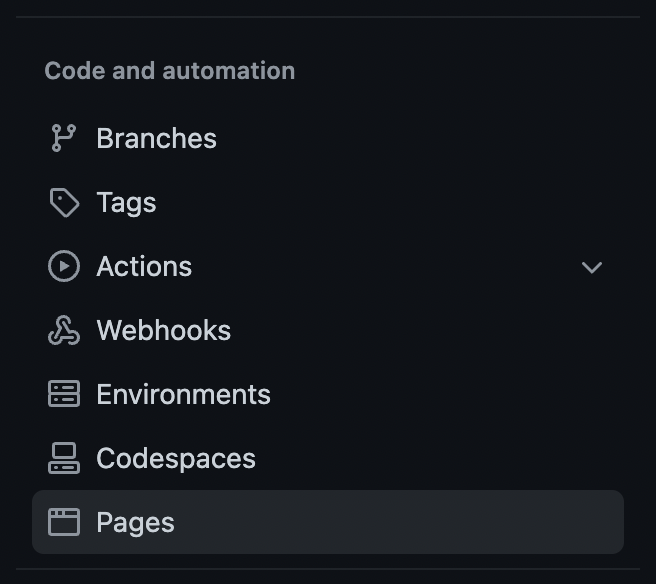 Code and automation
Branches
Tags
Actions
Webhooks
Environments
Codespaces
Pages